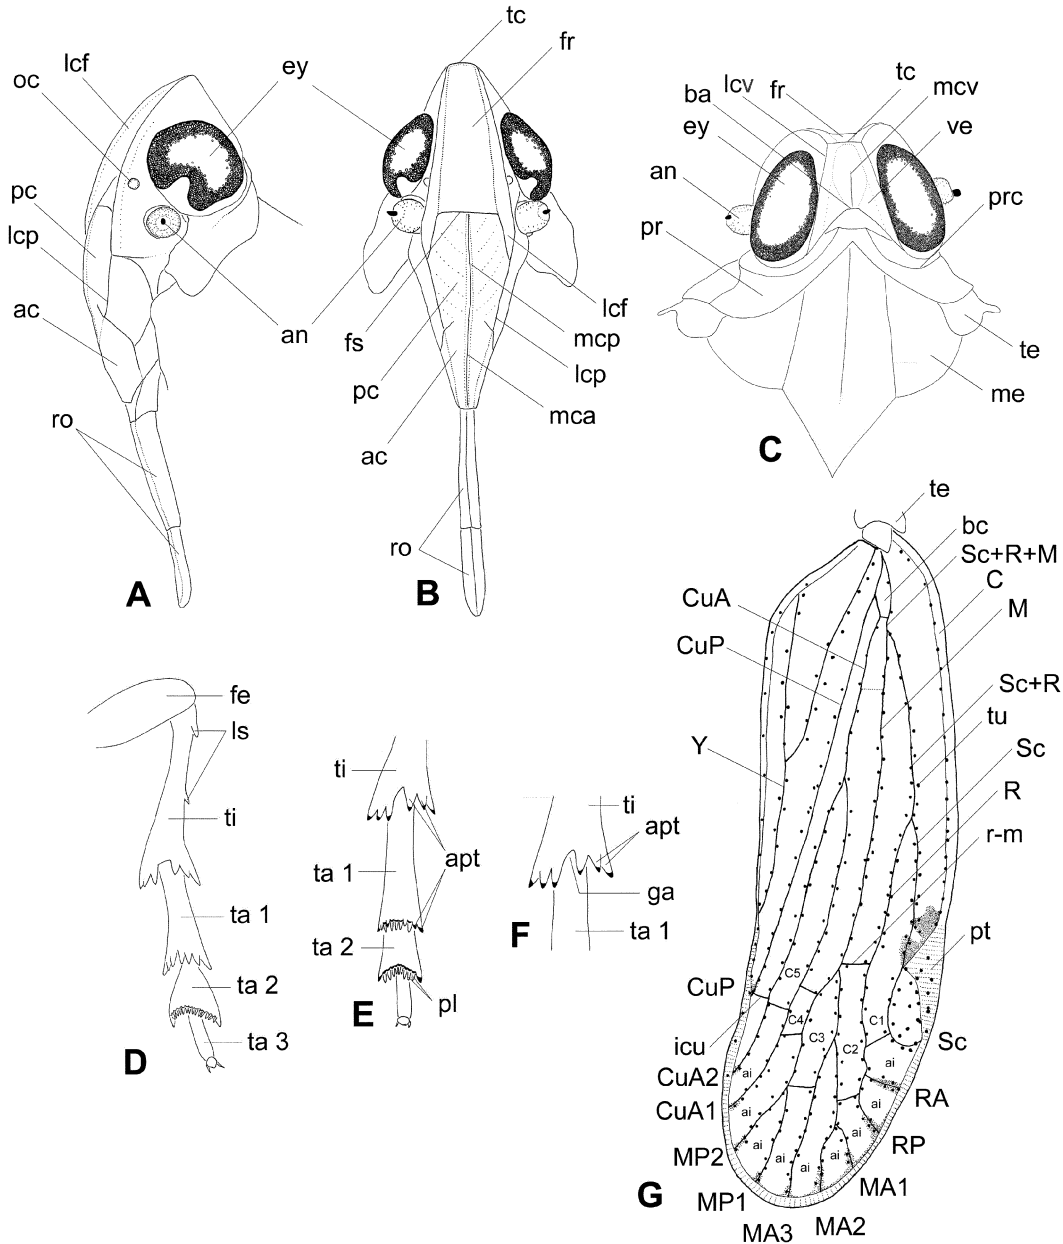 lcf
oc
ey
pc
lcp
ac
an
ro
A
tc
fr
fs
pc
ac
lcf
mcp
lcp
mca
ro
B
tc
lcv
fr
mcv
ba
ve
ey
an
prc
pr
te
me
C
fe
ls
ti
ta 1
ta 2
ta 3
D
ti
apt
ta 1
ta 2
pl
E
ti
apt
ga
ta 1
F
te
bc
Sc+R+M
C
M
CuA
CuP
Sc+R
tu
Sc
Y
R
r-m
pt
C5
CuP
C4
C1
C3
C2
icu
Sc
CuA2
ai
ai
RA
CuA1
ai
ai
RP
MP2
ai
ai
ai
ai
MA1
MP1
MA2
MA3
G